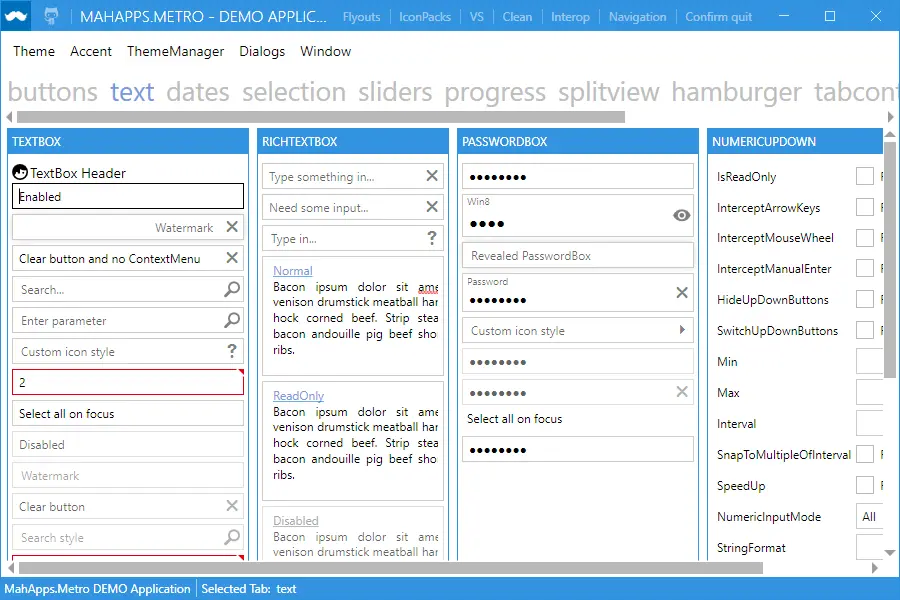 MAHAPPS.METRO - DEMO APPLIC... Flyouts IconPacks VS Clean Interop Navigation Confirm quit
Theme Accent ThemeManager Dialogs Window
buttons text dates selection sliders progress splitview hamburger tabcont
TEXTBOX
TextBox Header
Enabled
Watermark
Clear button and no ContextMenu
Search...
Enter parameter
Custom icon style
2
Select all on focus
Disabled
Watermark
Clear button
Search style
RICHTEXTBOX
Type something in...
Need some input...
Type in...
Normal
Bacon ipsum dolor sit ame
venison drumstick meatball har
hock corned beef. Strip stea
bacon andouille pig beef sho
ribs.
ReadOnly
Bacon ipsum dolor sit ame
venison drumstick meatball har
hock corned beef. Strip stea
bacon andouille pig beef sho
ribs.
Disabled
Bacon ipsum dolor sit ame
venison drumstick meatball har
PASSWORDBOX
Win8
Revealed PasswordBox
Password
Custom icon style
Select all on focus
NUMERICUPDOWN
IsReadOnly
InterceptArrowKeys
InterceptMouseWheel
InterceptManualEnter
HideUpDownButtons
SwitchUpDownButtons
Min
Max
Interval
SnapToMultipleOfInterval
SpeedUp
NumericInputMode All
StringFormat
MahApps.Metro DEMO Application Selected Tab: text